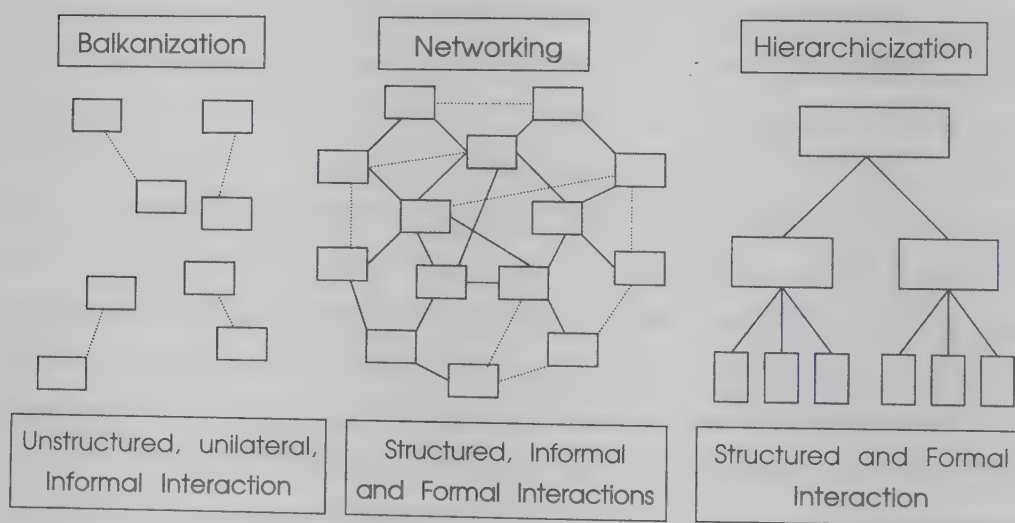 Balkanization
Networking
Hierarchicization
Unstructured, unilateral,
Informal Interaction
Structured, Informal
and Formal Interactions
Structured and Formal
Interaction